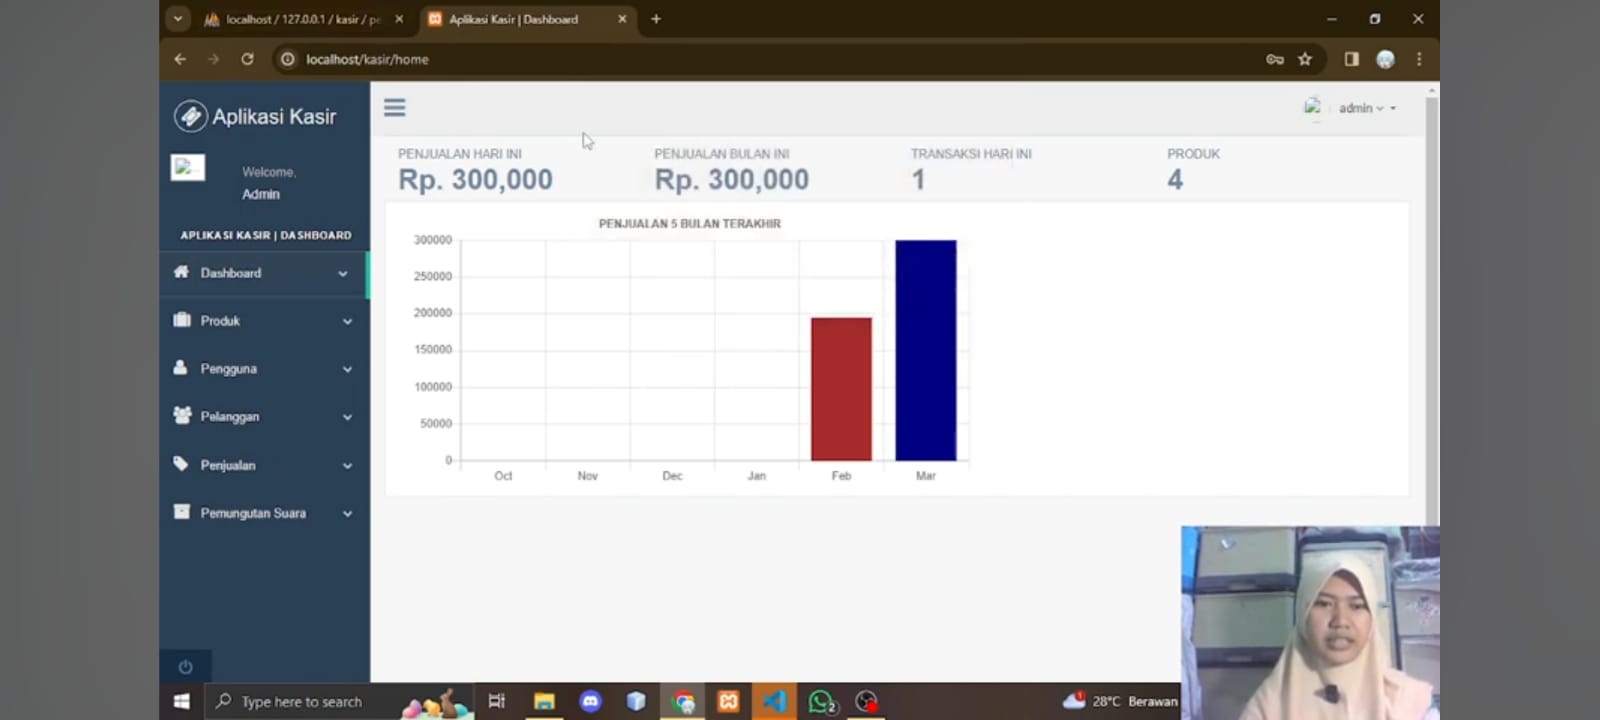 localhost / 127.0.0.1 / kasir / pe
Aplikasi Kasir | Dashboard
localhost/kasir/home
Aplikasi Kasir
admin
Welcome,
Admin
APLIKASI KASIR | DASHBOARD
Dashboard
Produk
Pengguna
Pelanggan
Penjualan
Pemungutan Suara
PENJUALAN HARI INI
Rp. 300,000
PENJUALAN BULAN INI
Rp. 300,000
TRANSAKSI HARI INI
1
PRODUK
4
PENJUALAN 5 BULAN TERAKHIR
300000
250000
200000
150000
100000
50000
0
Oct Nov Dec Jan Feb Mar
Type here to search
2
1
28°C Berawan